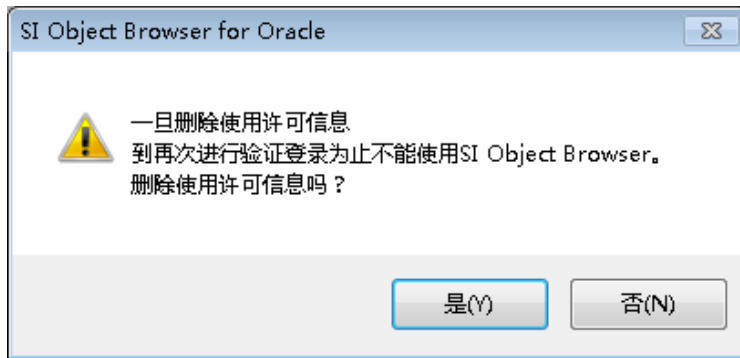 SI Object Browser for Oracle
一旦删除使用许可信息
到再次进行验证登录为止不能使用SI Object Browser。
删除使用许可信息吗？
是(Y)
否(N)